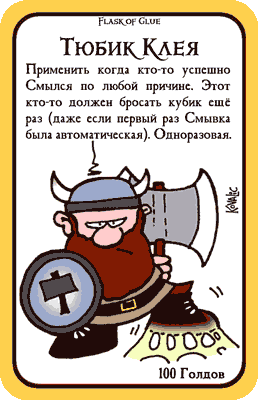 Flask of Glue
Тюбик Клея
Применить когда кто-то успешно
Смылся по любой причине. Этот
кто-то должен бросать кубик ещё
раз (даже если первый раз Смывка
была автоматическая). Одноразовая.
Kovalic
100 Голдов